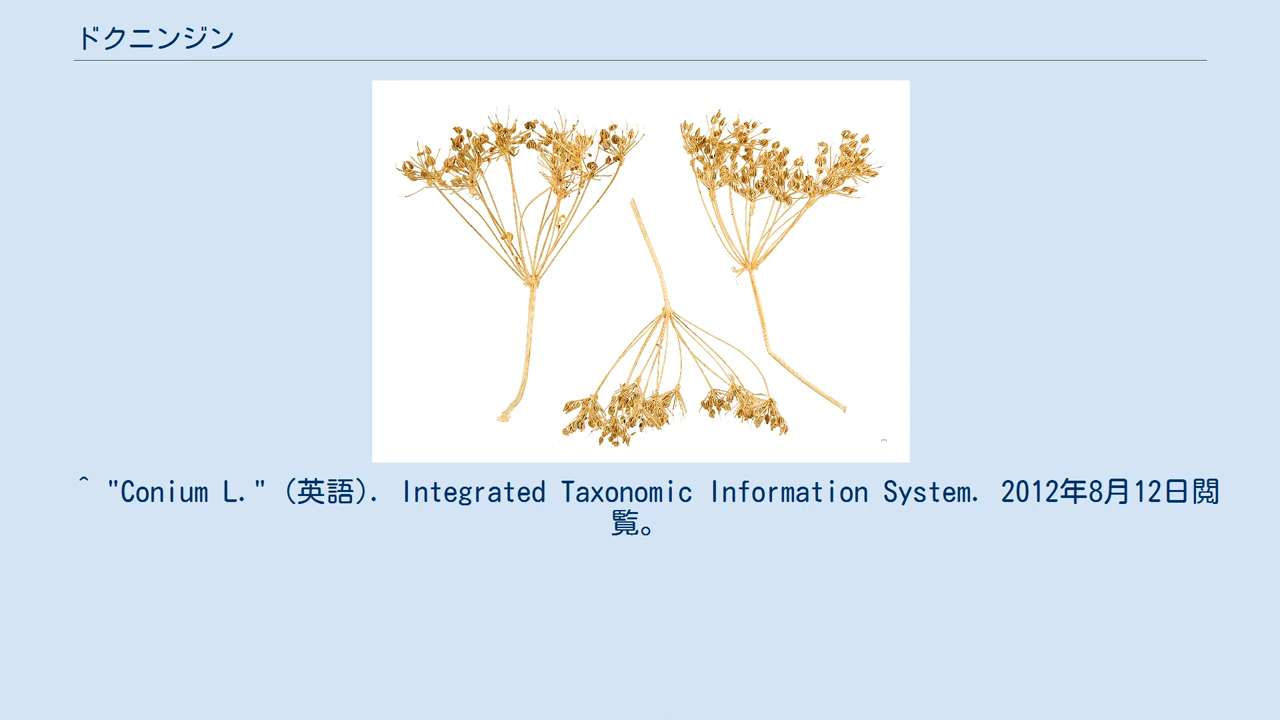 ドクニンジン
^ "Conium L." (英語). Integrated Taxonomic Information System. 2012年8月12日閲
覧。